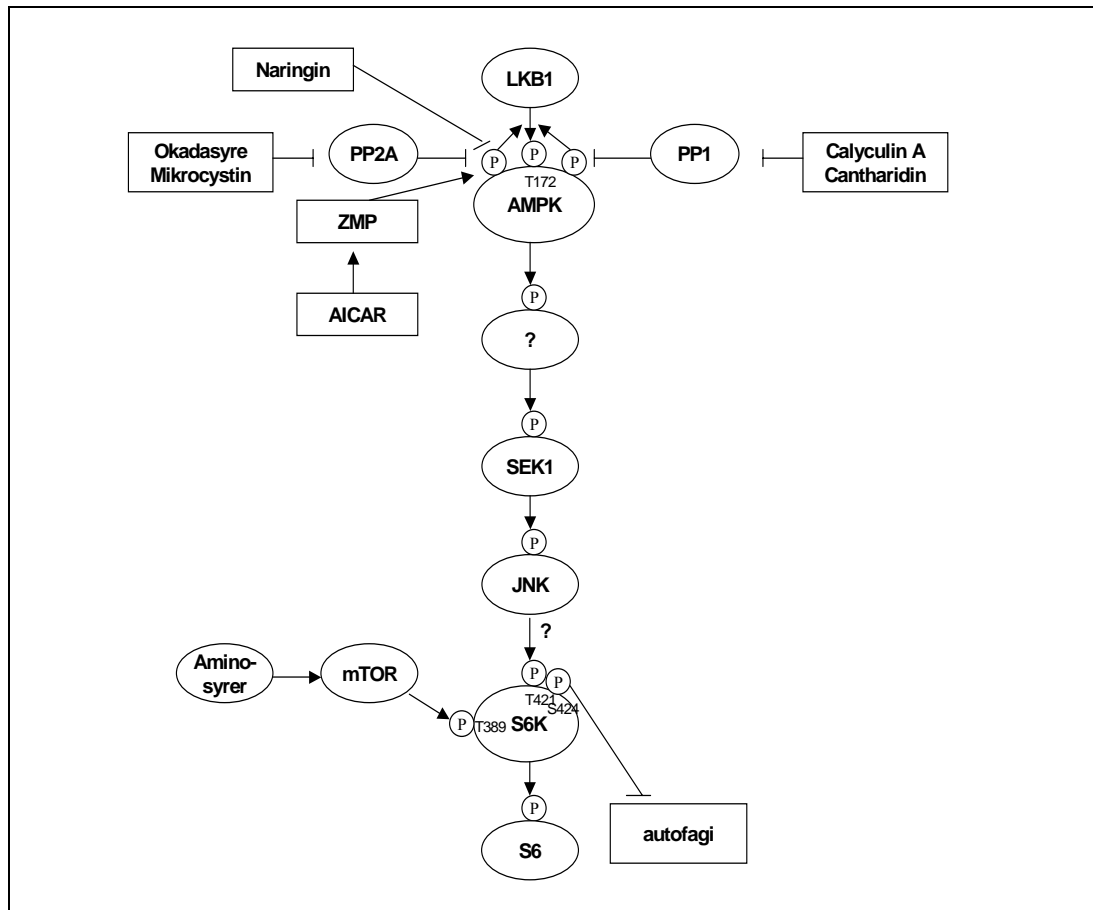 Naringin
LKB1
Okadasyre
Mikrocystin
PP2A
PP1
Calyculin A
Cantharidin
P
P
P
T172
AMPK
ZMP
AICAR
P
?
P
SEK1
P
JNK
?
Amino-
syrer
mTOR
P
P
T421
S424
P
T389
S6K
P
S6
autofagi